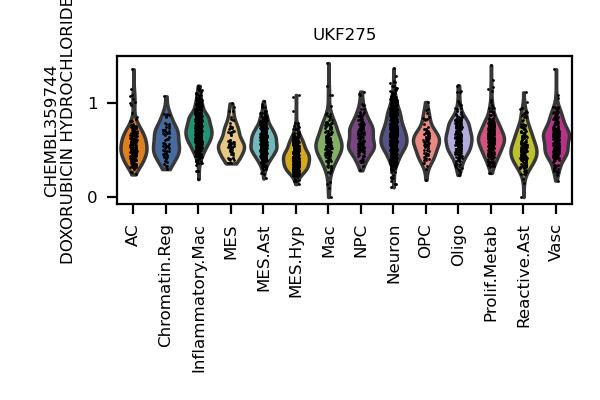 UKF275
CHEMBL359744
DOXORUBICIN HYDROCHLORIDE
1
0
AC
Chromatin.Reg
Inflammatory.Mac
MES
MES.Ast
MES.Hyp
Mac
NPC
Neuron
OPC
Oligo
Prolif.Metab
Reactive.Ast
Vasc